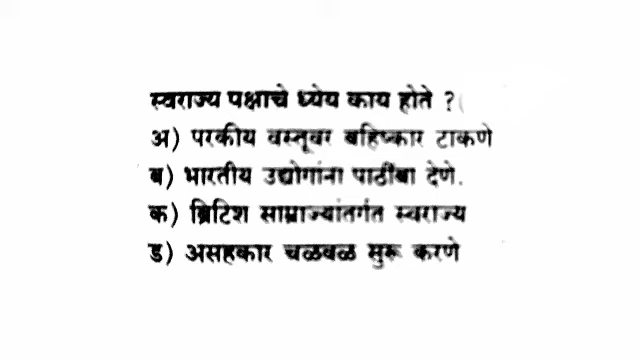 स्वराज्य पक्षाचे ध्येय काय होते ?
अ) परकीय वस्तूवर बहिष्कार टाकणे
ब) भारतीय उद्योगांना पाठींबा देणे.
क) ब्रिटिश साम्राज्यांतर्गत स्वराज्य
ड) असहकार चळवळ सुरू करणे